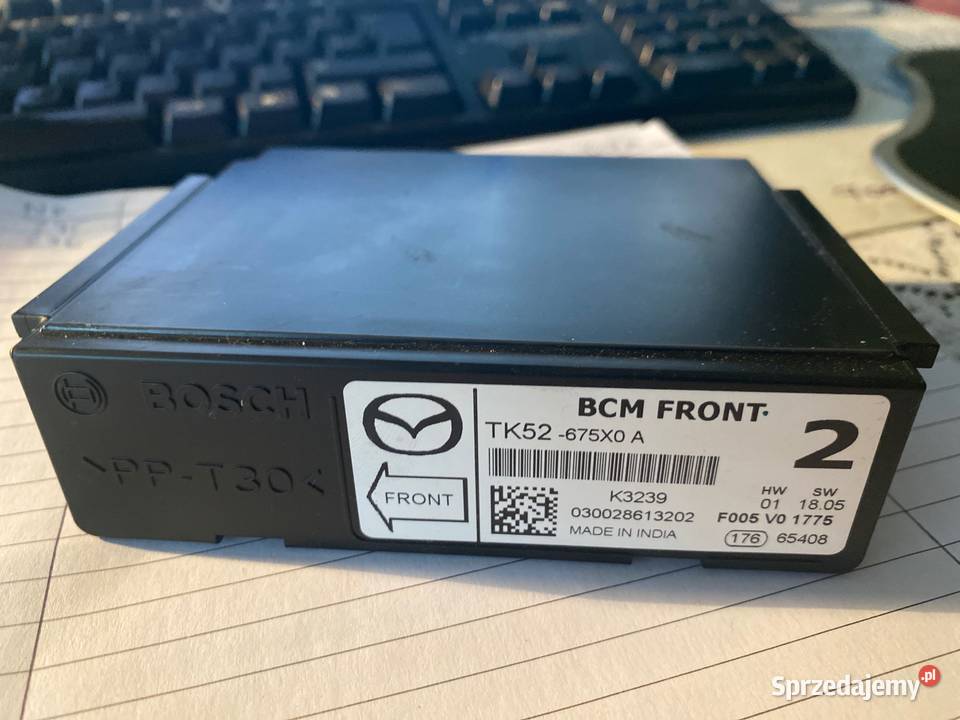 BOSCH
>PP-T30<
FRONT
BCM FRONT
TK52 -675X0 A
2
K3239
030028613202
MADE IN INDIA
HW SW
01 18.05
F005 V0 1775
176 65408
Sprzedajemy.pl